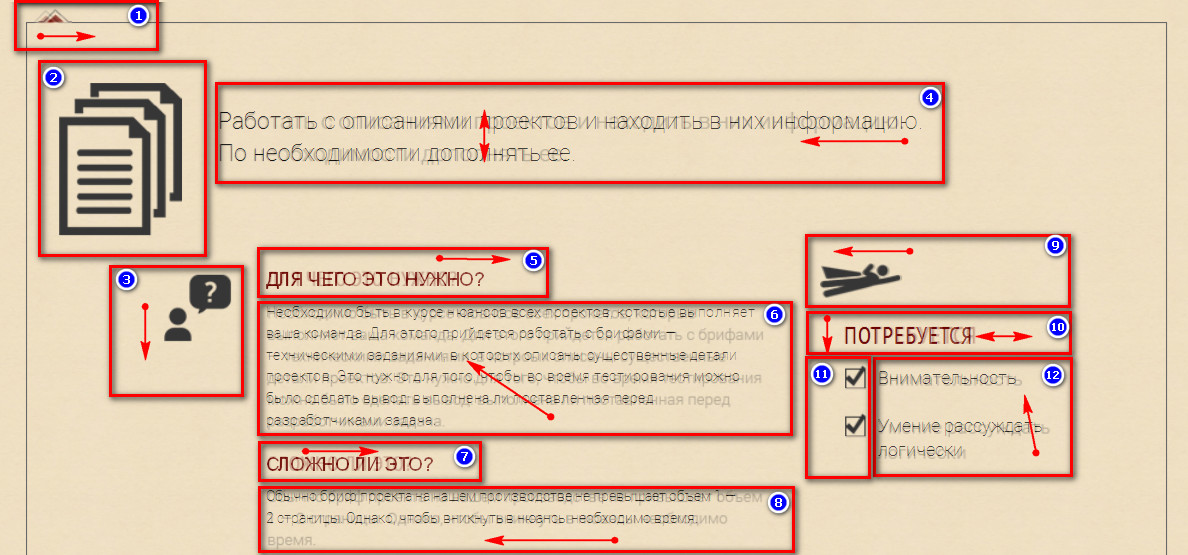 1
2
4
Работать с описаниями проектов и находить в них информацию.
По необходимости дополнять ее.
3
?
5
ДЛЯ ЧЕГО ЭТО НУЖНО?
6
Необходимо быть в курсе нюансов всех проектов, которые выполняет
ваша команда. Для этого прийдется работать с брифами —
техническими заданиями, в которых описаны существенные детали
проектов. Это нужно для того, чтобы во время тестирования можно
было сделать вывод: выполнена ли поставленная перед
разработчиками задача.
7
СЛОЖНО ЛИ ЭТО?
8
Обычно бриф проекта на нашем производстве не превышает объем 1 –
2 страницы. Однако, чтобы вникнуть в нюансы необходимо время.
9
10
ПОТРЕБУЕТСЯ
11
12
Внимательность
Умение рассуждать
логически